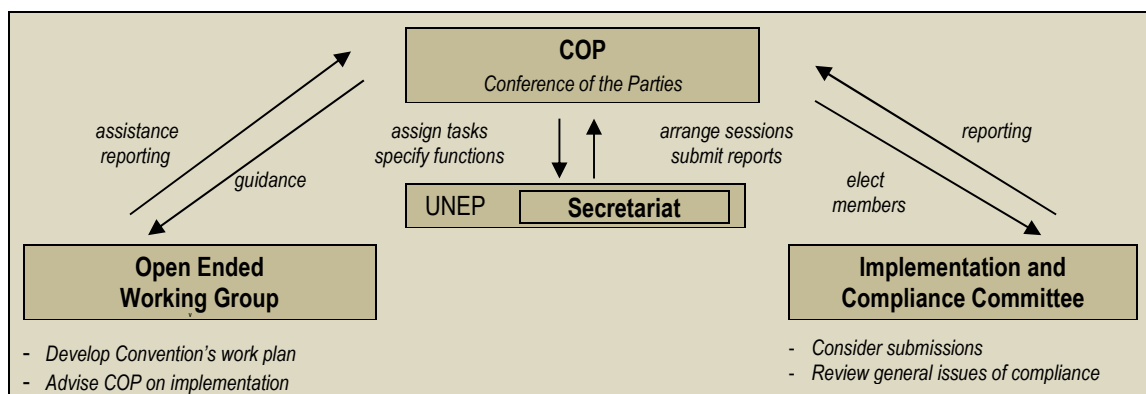 COP
Conference of the Parties
assistance
reporting
guidance
assign tasks
specify functions
arrange sessions
submit reports
reporting
elect
members
UNEP
Secretariat
Open Ended
Working Group
- Develop Convention's work plan
- Advise COP on implementation
Implementation and
Compliance Committee
- Consider submissions
- Review general issues of compliance